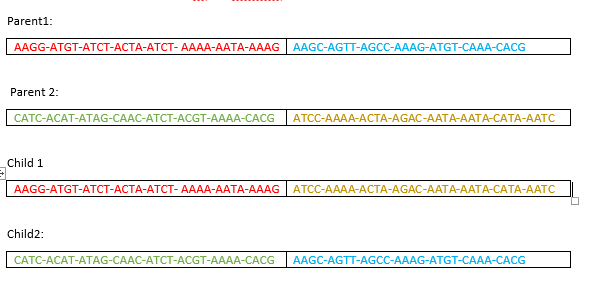 Parent1:
AAGG-ATGT-ATCT-ACTA-ATCT- AAAA-AATA-AAAG AAGC-AGTT-AGCC-AAAG-ATGT-CAAA-CACG
Parent 2:
CATC-ACAT-ATAG-CAAC-ATCT-ACGT-AAAA-CACG ATCC-AAAA-ACTA-AGAC-AATA-AATA-CATA-AATC
Child 1
AAGG-ATGT-ATCT-ACTA-ATCT- AAAA-AATA-AAAG ATCC-AAAA-ACTA-AGAC-AATA-AATA-CATA-AATC
Child2:
CATC-ACAT-ATAG-CAAC-ATCT-ACGT-AAAA-CACG AAGC-AGTT-AGCC-AAAG-ATGT-CAAA-CACG